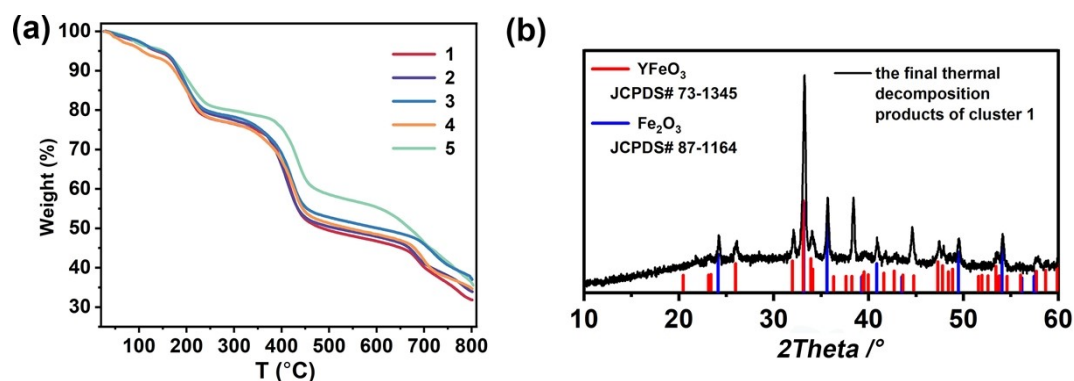 (a)
100
90
80
70
60
50
40
30
Weight (%)
1
2
3
4
5
100 200 300 400 500 600 700 800
T (°C)
(b)
YFeO₃
JCPDS# 73-1345
Fe₂O₃
JCPDS# 87-1164
the final thermal
decomposition
products of cluster 1
10 20 30 40 50 60
2Theta /°